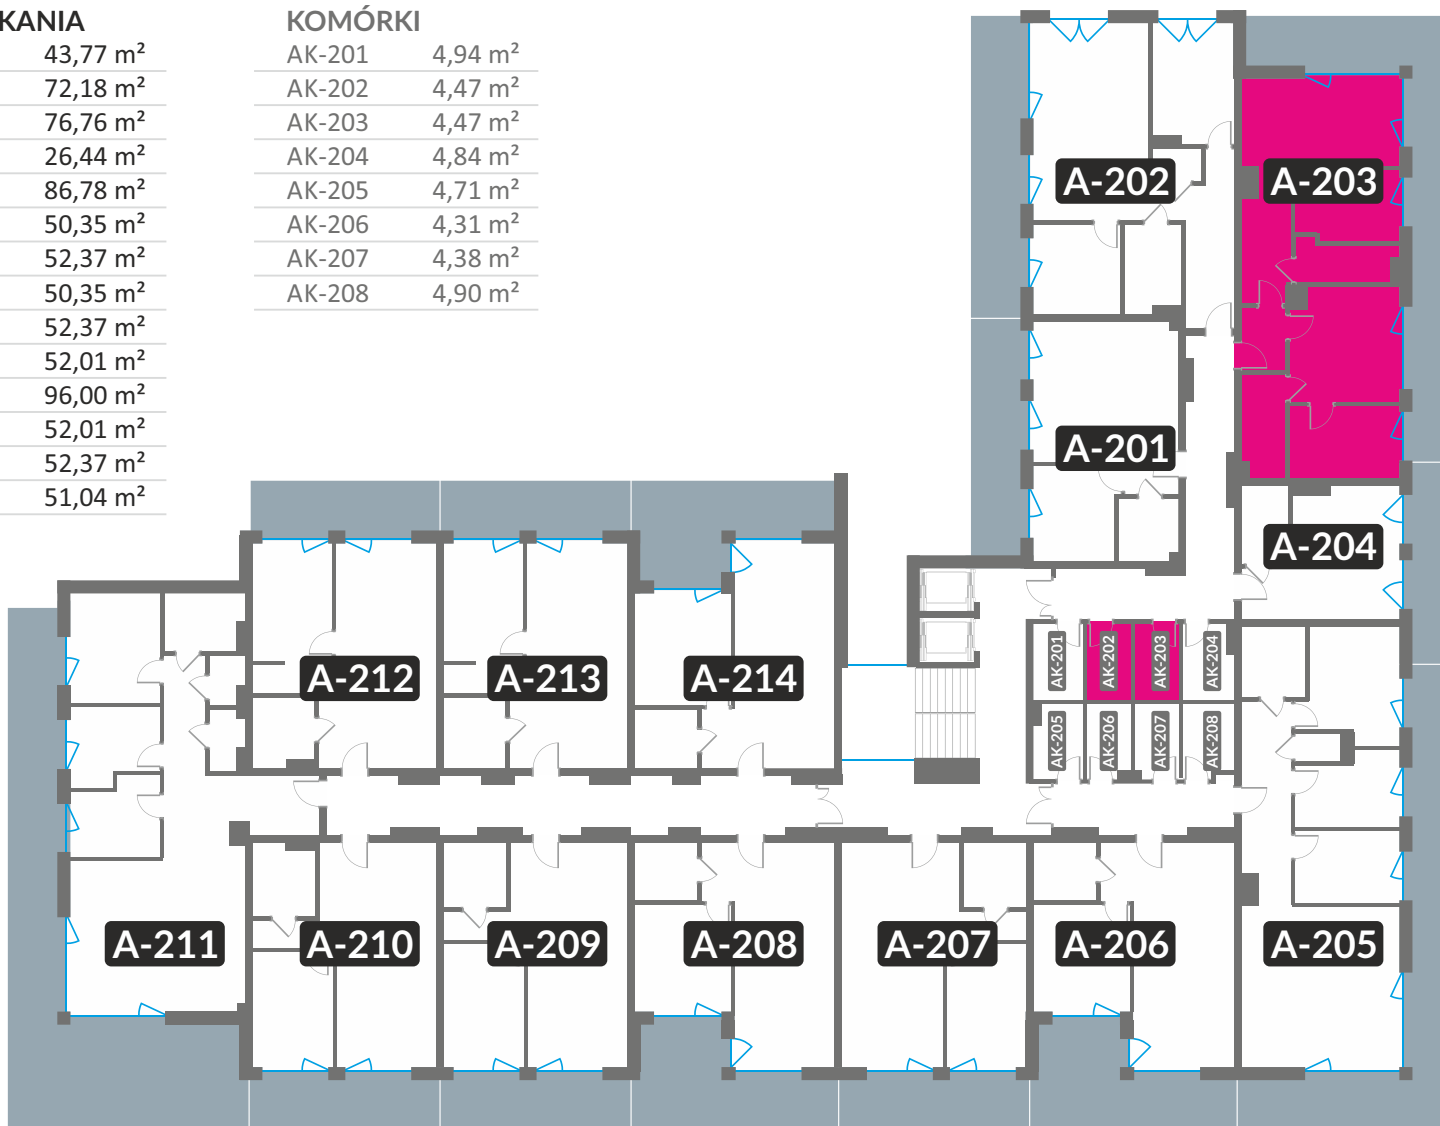 KANIA
43,77 m²
72,18 m²
76,76 m²
26,44 m²
86,78 m²
50,35 m²
52,37 m²
50,35 m²
52,37 m²
52,01 m²
96,00 m²
52,01 m²
52,37 m²
51,04 m²
KOMÓRKI
AK-201 4,94 m²
AK-202 4,47 m²
AK-203 4,47 m²
AK-204 4,84 m²
AK-205 4,71 m²
AK-206 4,31 m²
AK-207 4,38 m²
AK-208 4,90 m²
A-202
A-203
A-201
A-204
AK-201
AK-202
AK-203
AK-204
A-212
A-213
A-214
AK-205
AK-206
AK-207
AK-208
A-211
A-210
A-209
A-208
A-207
A-206
A-205